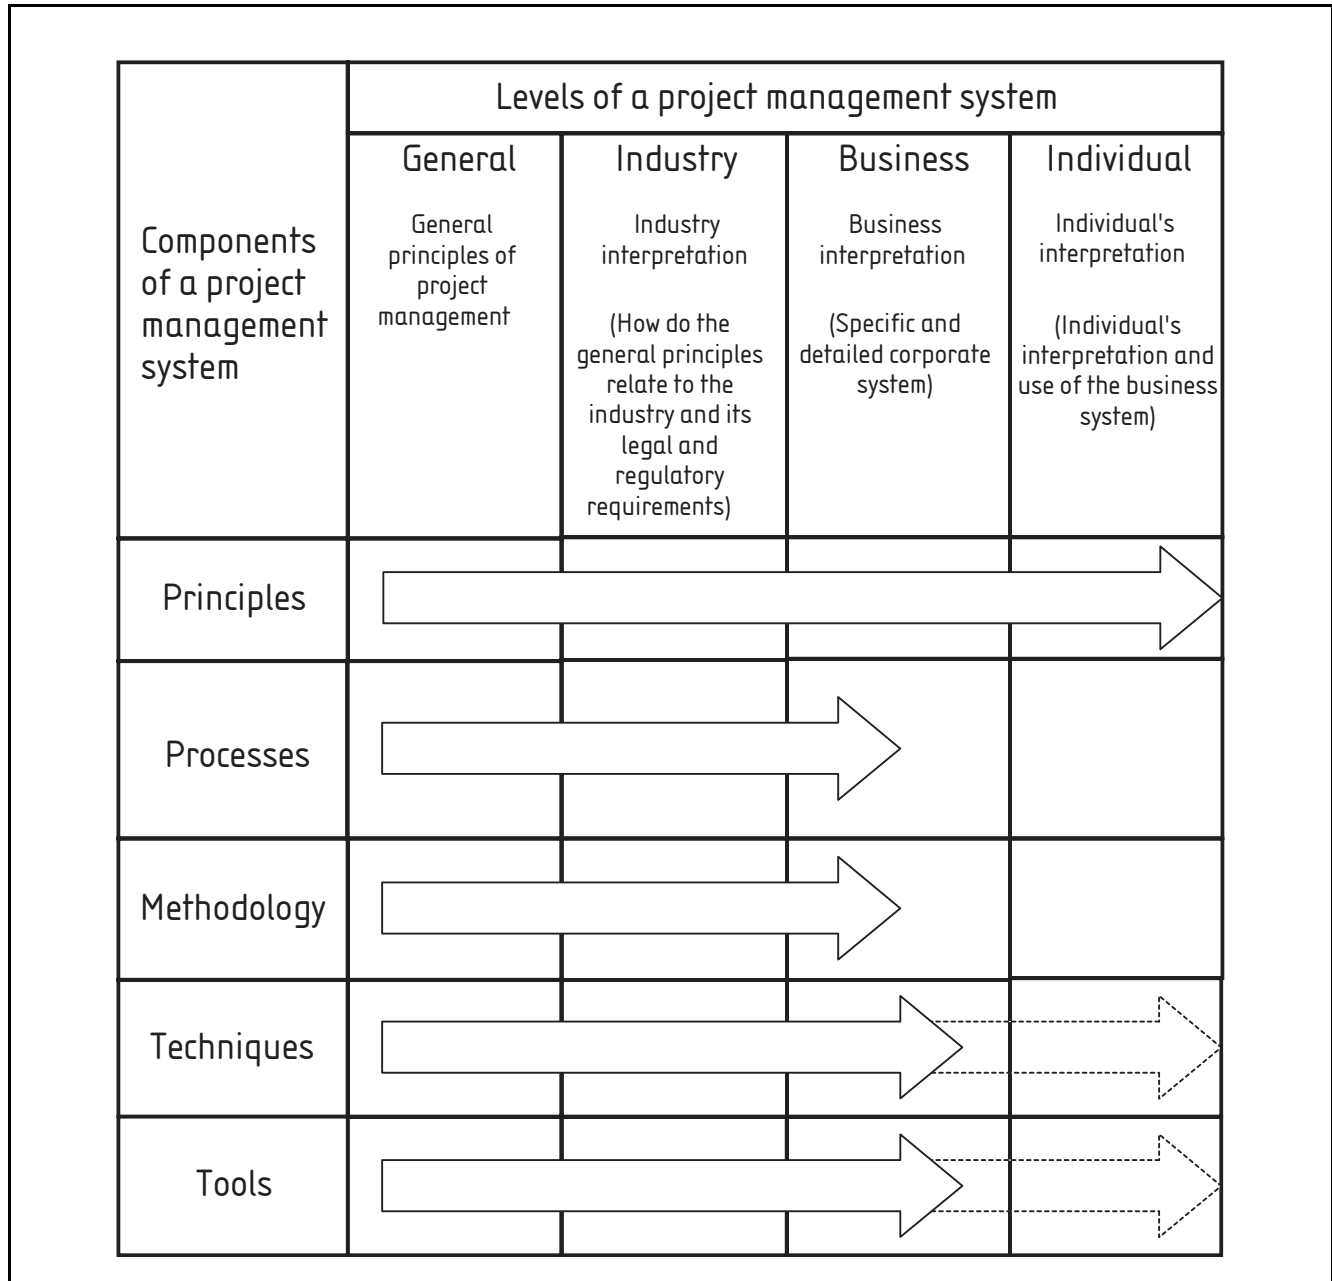 Levels of a project management system
Components
of a project
management
system
General
General
principles of
project
management
Industry
Industry
interpretation
(How do the
general principles
relate to the
industry and its
legal and
regulatory
requirements)
Business
Business
interpretation
(Specific and
detailed corporate
system)
Individual
Individual's
interpretation
(Individual's
interpretation and
use of the business
system)
Principles
Processes
Methodology
Techniques
Tools